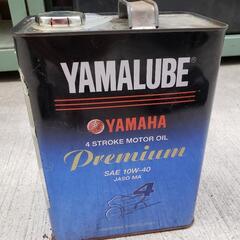 YAMALUBE
YAMAHA
4 STROKE MOTOR OIL
Premium
SAE 10W-40
JASO MA
4